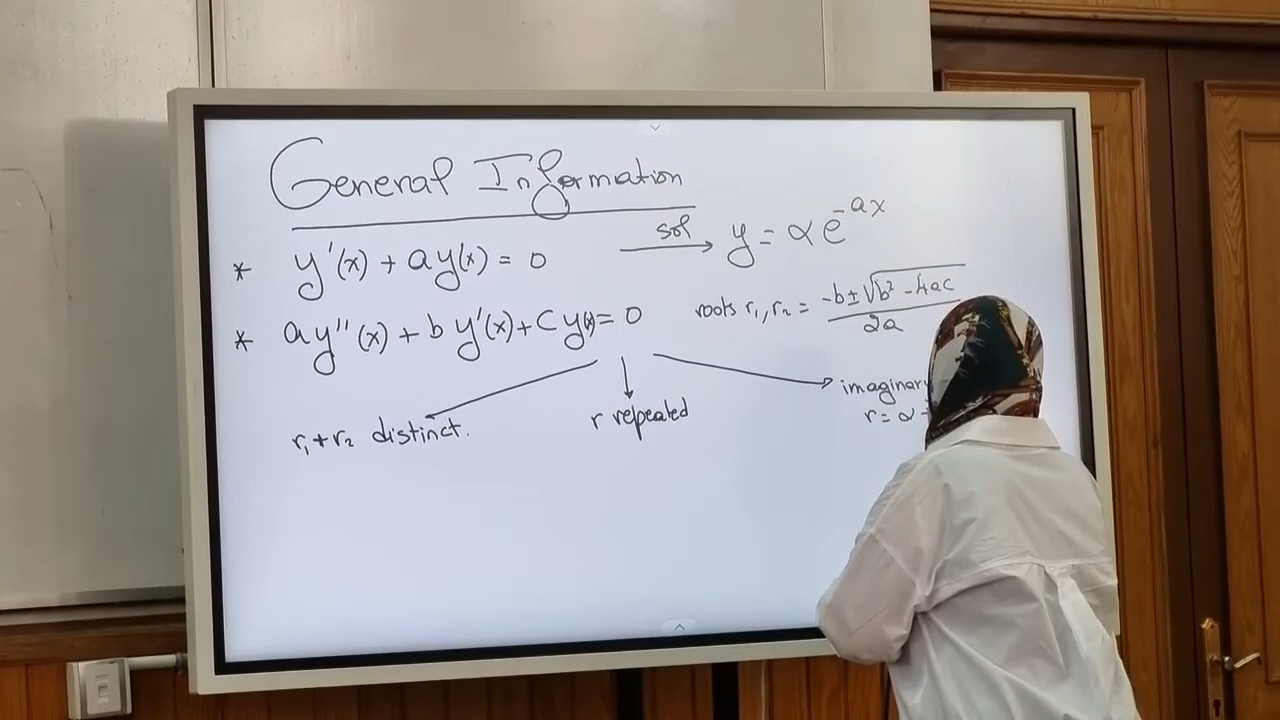 General Information
* y'(x) + ay(x) = 0 sol y = αe^-ax
* ay''(x) + by'(x) + Cy(x) = 0 roots r₁, r₂ = (-b ± √(b² - 4ac)) / 2a
r₁ + r₂ distinct. r repeated imaginary
r = α